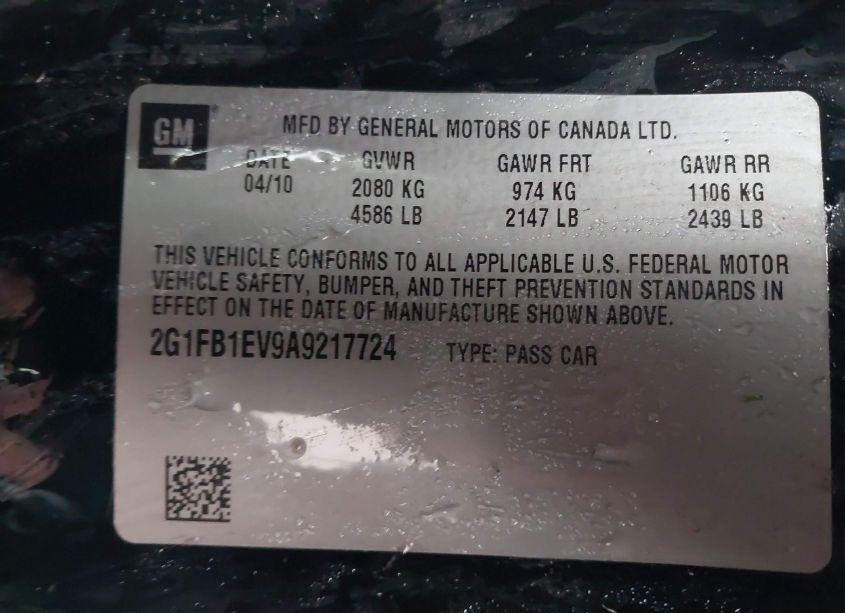 GM
MFD BY GENERAL MOTORS OF CANADA LTD.
DATE GVWR GAWR FRT GAWR RR
04/10 2080 KG 974 KG 1106 KG
4586 LB 2147 LB 2439 LB
THIS VEHICLE CONFORMS TO ALL APPLICABLE U.S. FEDERAL MOTOR
VEHICLE SAFETY, BUMPER, AND THEFT PREVENTION STANDARDS IN
EFFECT ON THE DATE OF MANUFACTURE SHOWN ABOVE.
2G1FB1EV9A9217724 TYPE: PASS CAR